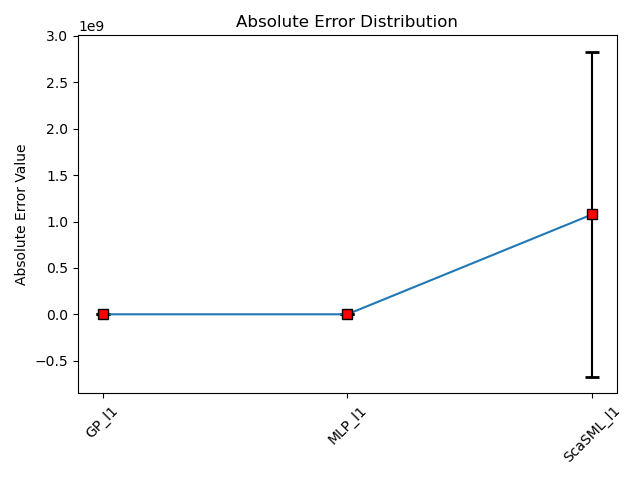 Absolute Error Distribution
1e9
Absolute Error Value
3.0
2.5
2.0
1.5
1.0
0.5
0.0
−0.5
GP_l1
MLP_l1
ScaSML_l1